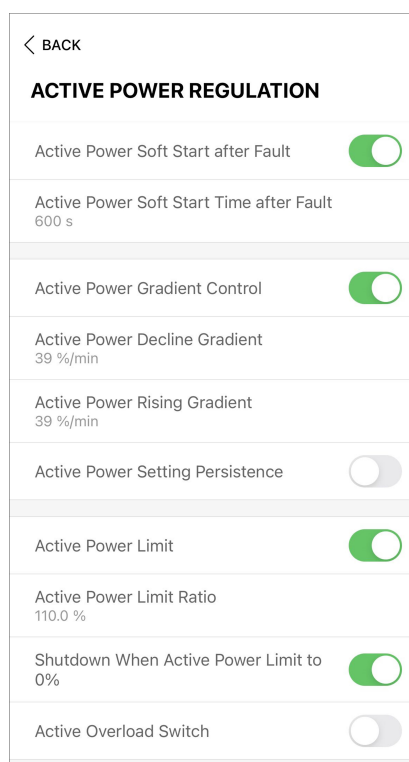 BACK
ACTIVE POWER REGULATION
Active Power Soft Start after Fault
Active Power Soft Start Time after Fault
600 s
Active Power Gradient Control
Active Power Decline Gradient
39 %/min
Active Power Rising Gradient
39 %/min
Active Power Setting Persistence
Active Power Limit
Active Power Limit Ratio
110.0 %
Shutdown When Active Power Limit to
0%
Active Overload Switch